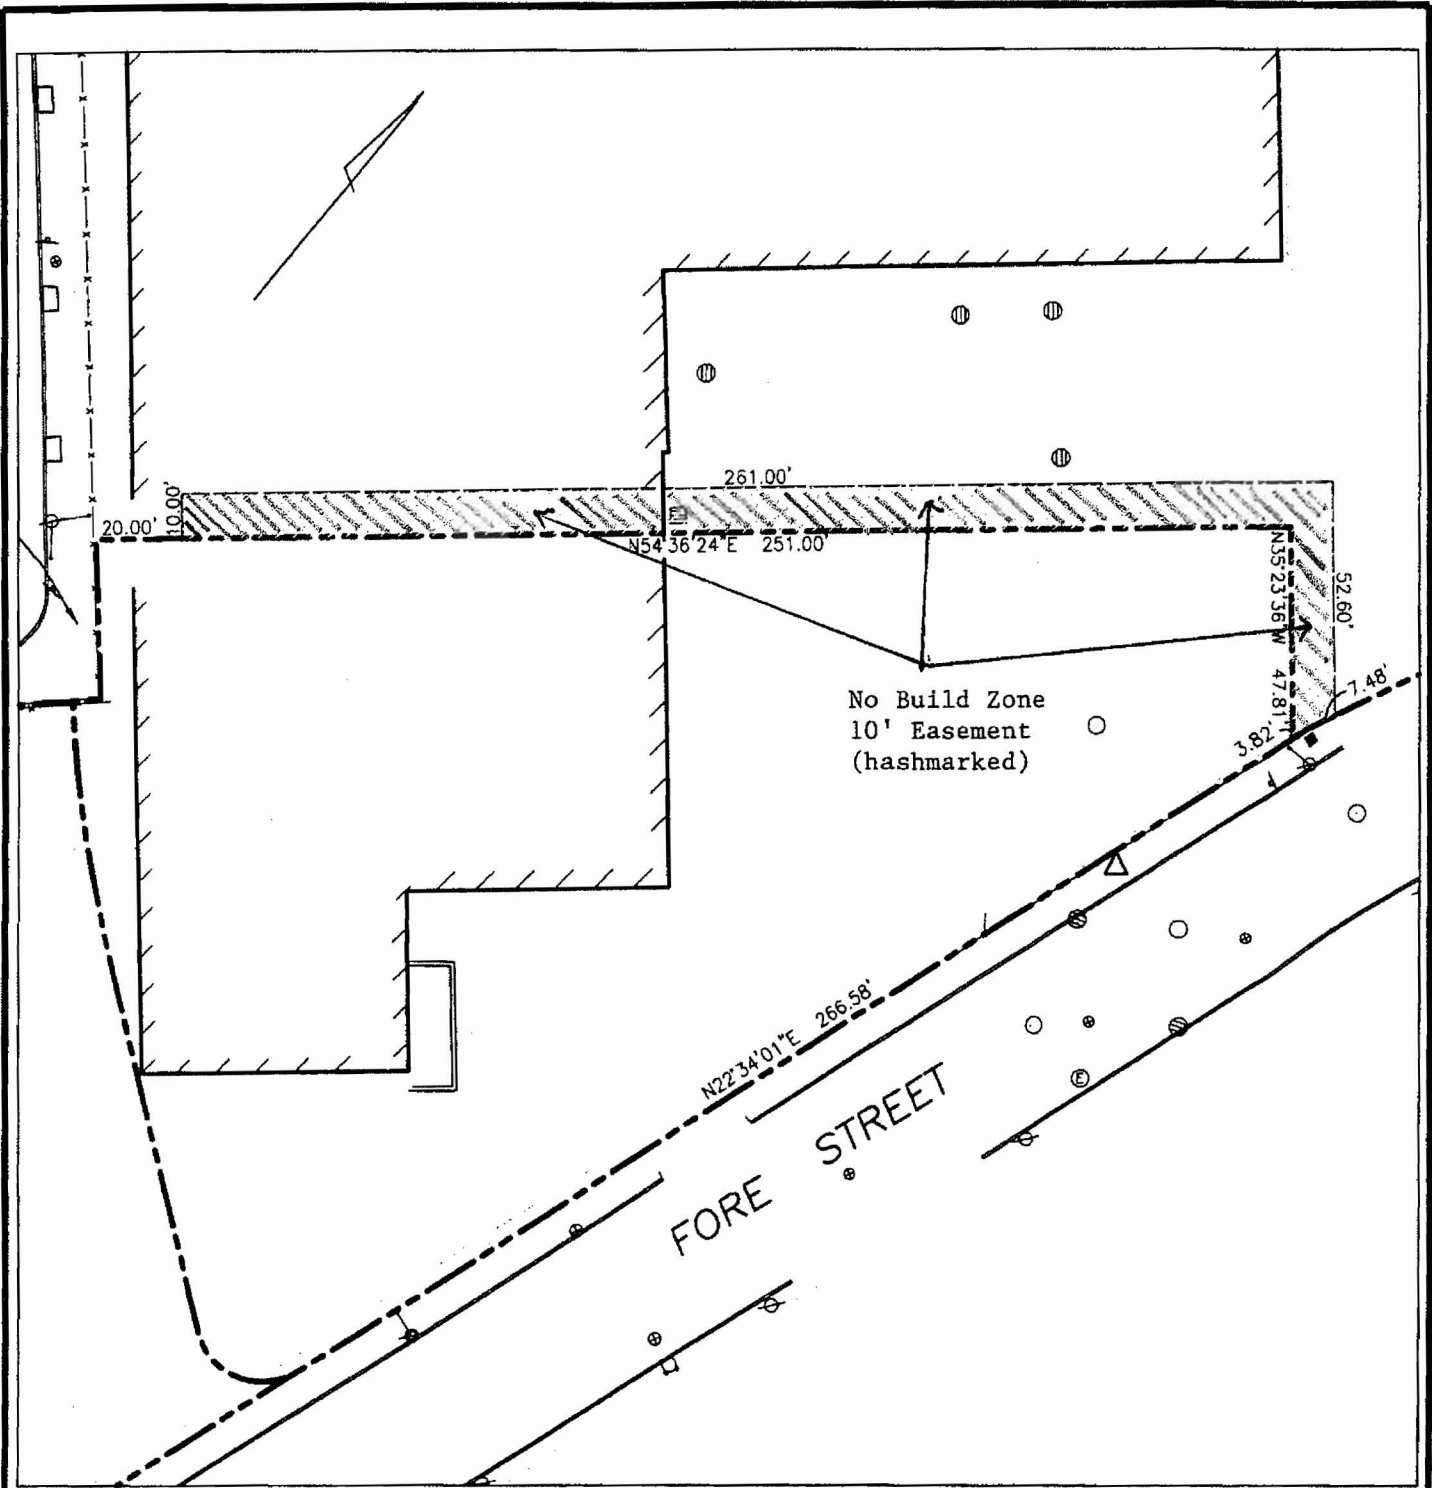 261.00'
10.00'
20.00'
N54°36'24"E 251.00'
N35°23'36"W 47.81'
52.60'
7.48'
3.82'
No Build Zone
10' Easement
(hashmarked)
N22°34'01"E 266.58'
FORE STREET
E